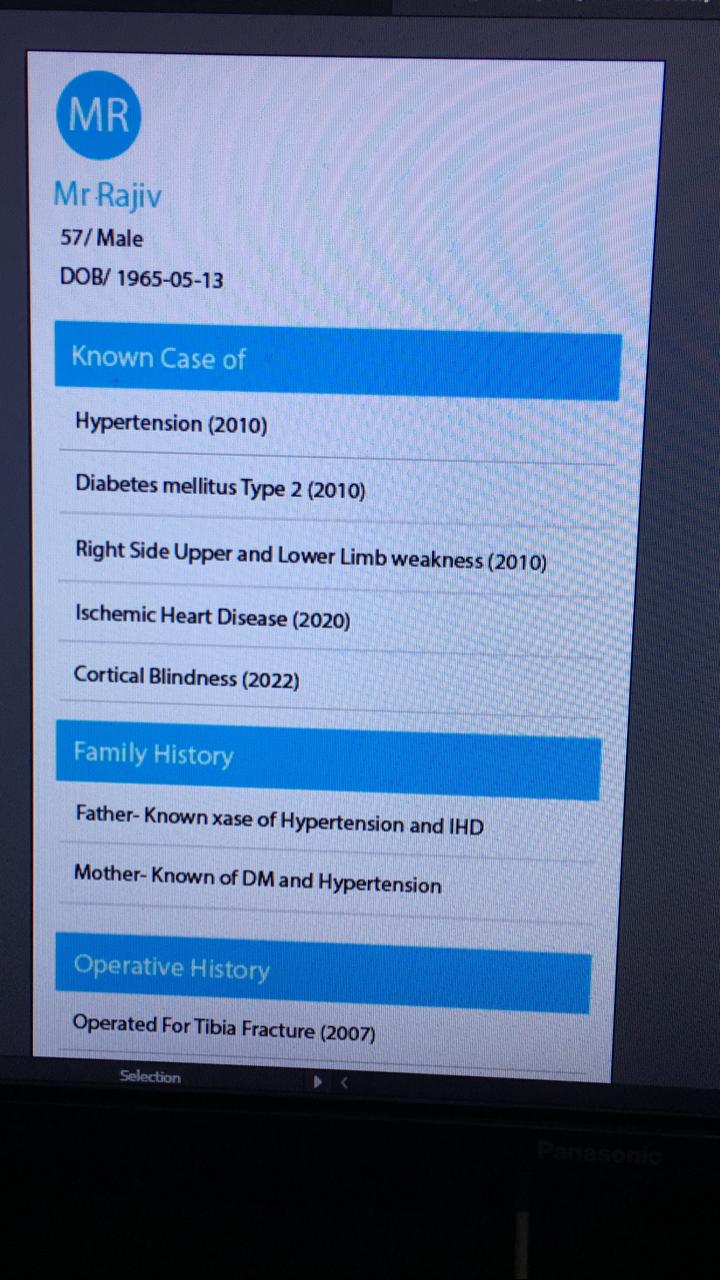 MR
Mr Rajiv
57/ Male
DOB/ 1965-05-13
Known Case of
Hypertension (2010)
Diabetes mellitus Type 2 (2010)
Right Side Upper and Lower Limb weakness (2010)
Ischemic Heart Disease (2020)
Cortical Blindness (2022)
Family History
Father- Known xase of Hypertension and IHD
Mother- Known of DM and Hypertension
Operative History
Operated For Tibia Fracture (2007)
Selection
Panasonic